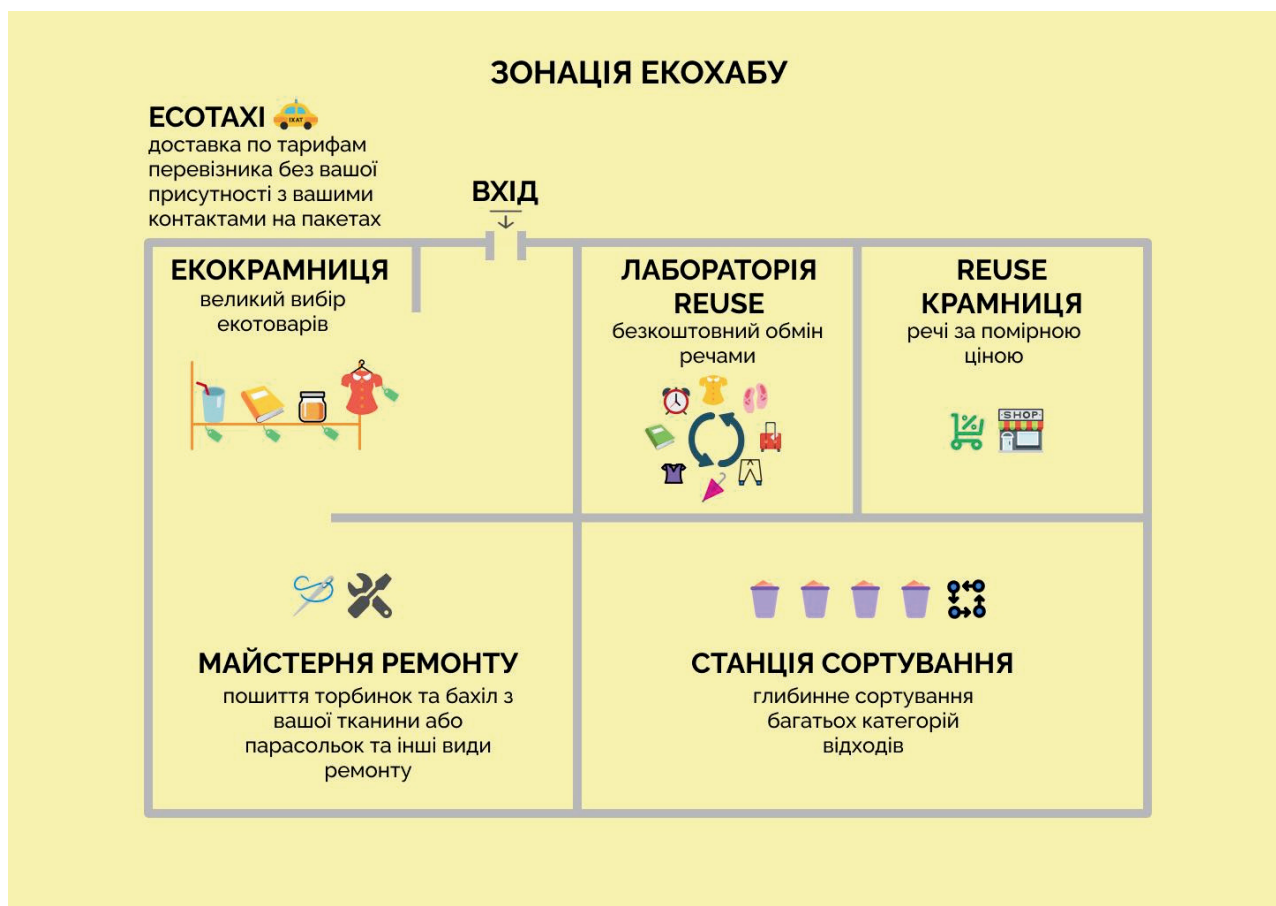 ЗОНАЦІЯ ЕКОХАБУ
ECOTAXI
доставка по тарифам
перевізника без вашої
присутності з вашими
контактами на пакетах
ВХІД
ЕКОКРАМНИЦЯ
великий вибір
екотоварів
ЛАБОРАТОРІЯ
REUSE
безкоштовний обмін
речами
REUSE
КРАМНИЦЯ
речі за помірною
ціною
SHOP
МАЙСТЕРНЯ РЕМОНТУ
пошиття торбинок та бахіл з
вашої тканини або
парасольок та інші види
ремонту
СТАНЦІЯ СОРТУВАННЯ
глибинне сортування
багатьох категорій
відходів